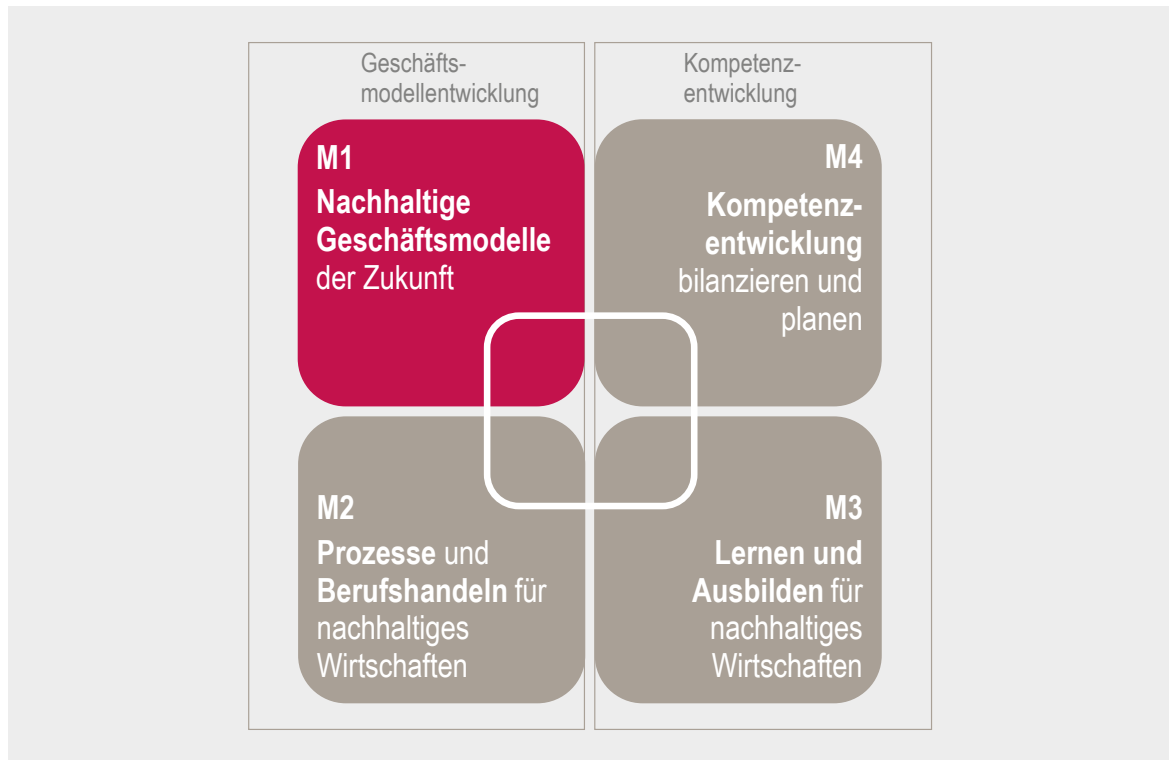 Geschäfts-
modellentwicklung
Kompetenz-
entwicklung
M1
Nachhaltige
Geschäftsmodelle
der Zukunft
M4
Kompetenz-
entwicklung
bilanzieren und
planen
M2
Prozesse und
Berufshandeln für
nachhaltiges
Wirtschaften
M3
Lernen und
Ausbilden für
nachhaltiges
Wirtschaften